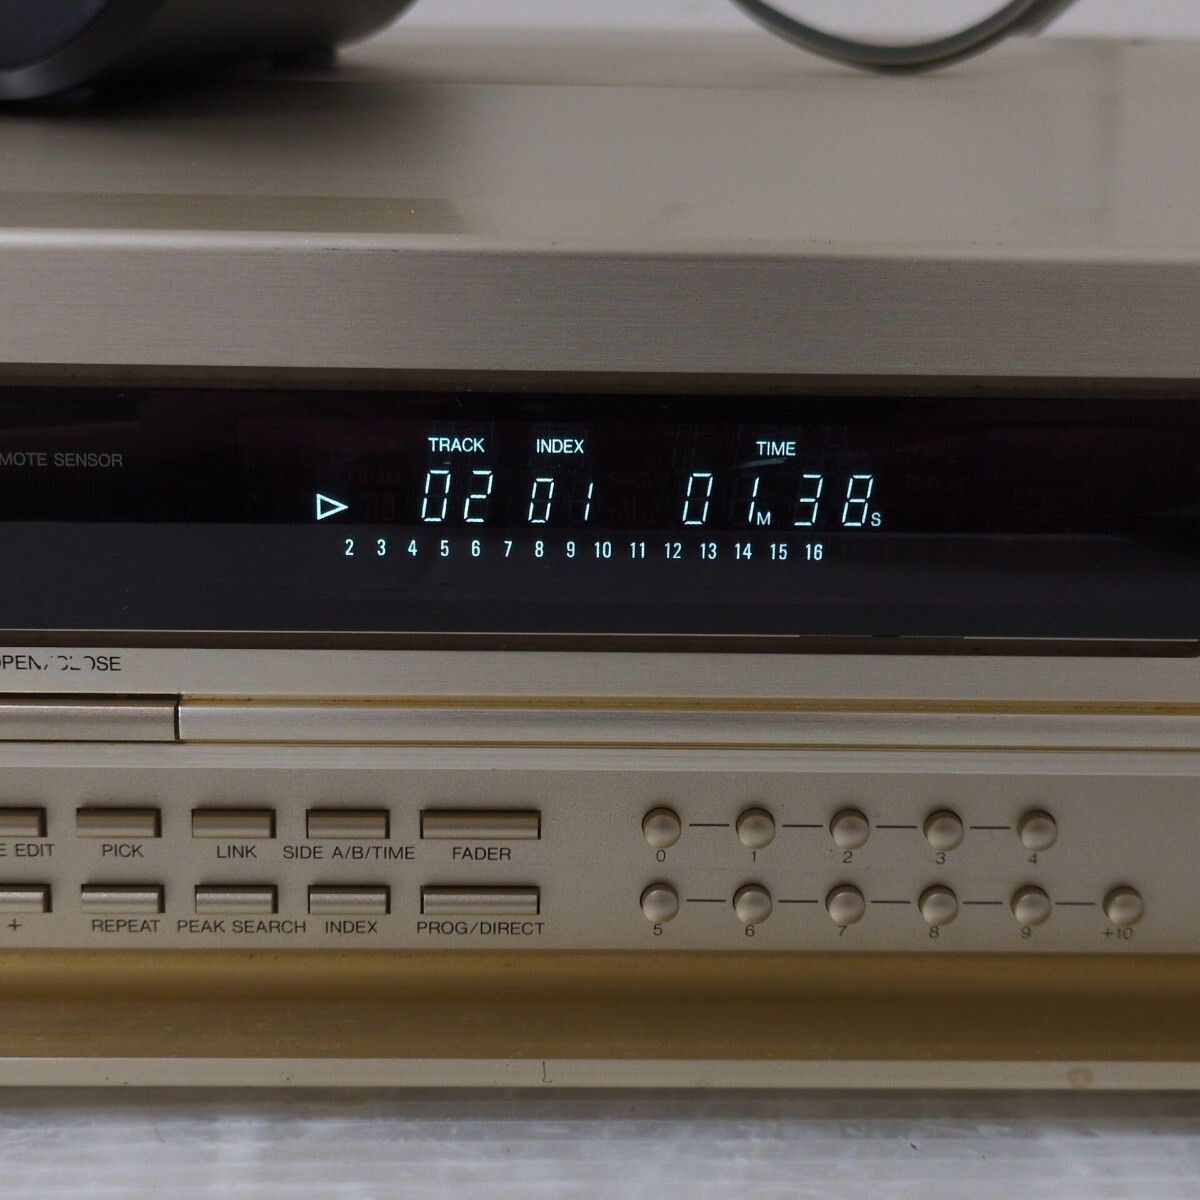 TRACK INDEX TIME
MOTE SENSOR
02 01 01M 38S
2 3 4 5 6 7 8 9 10 11 12 13 14 15 16
OPEN/CLOSE
E EDIT PICK LINK SIDE A/B/TIME FADER
0 1 2 3 4
+ REPEAT PEAK SEARCH INDEX PROG/DIRECT
5 6 7 8 9 +10